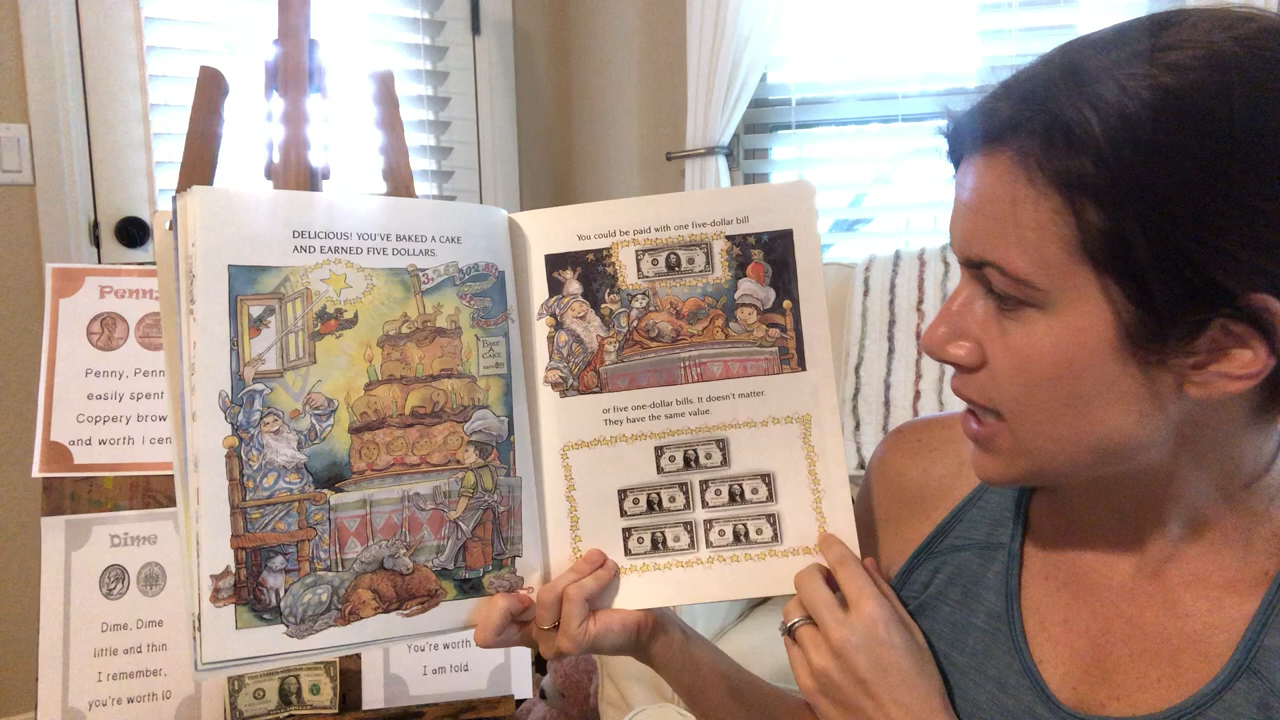 DELICIOUS! YOU'VE BAKED A CAKE
AND EARNED FIVE DOLLARS.
BAKE
A
CAKE
You could be paid with one five-dollar bill
or five one-dollar bills. It doesn't matter.
They have the same value.
Penny, Penn
easily spent
Coppery brow
and worth 1 cen
Dime
Dime, Dime
little and thin
I remember,
you're worth 10
You're worth
I am told.